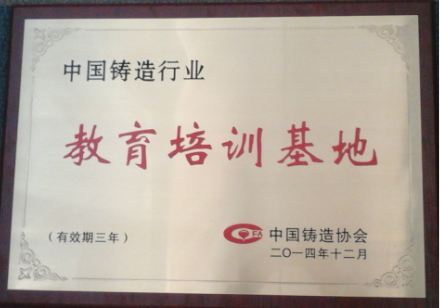 中国铸造行业
教育培训基地
（有效期三年）
CFA 中国铸造协会
二〇一四年十二月